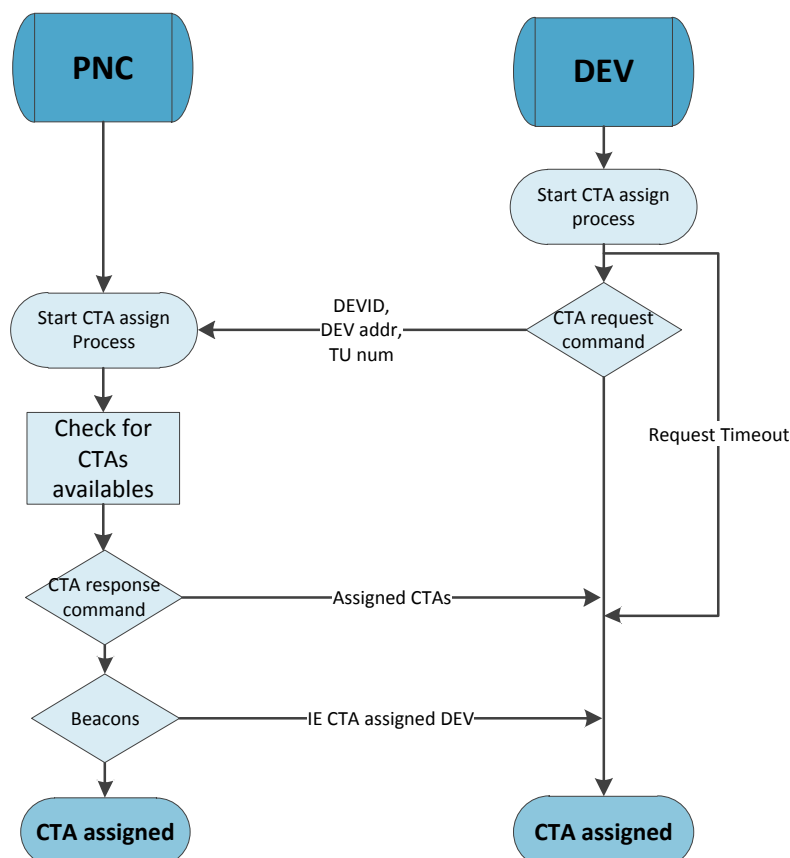 PNC
DEV
Start CTA assign
process
DEVID,
DEV addr,
TU num
CTA request
command
Start CTA assign
Process
Request Timeout
Check for
CTAs
availables
CTA response
command
Assigned CTAs
Beacons
IE CTA assigned DEV
CTA assigned
CTA assigned